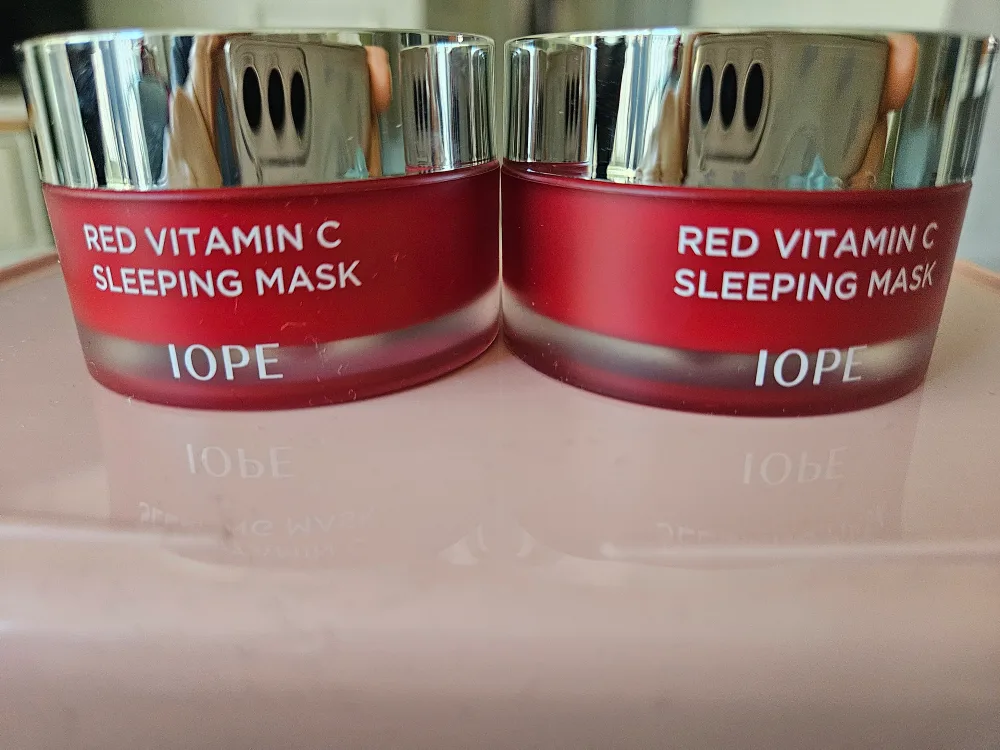 RED VITAMIN C
SLEEPING MASK
IOPE
RED VITAMIN C
SLEEPING MASK
IOPE